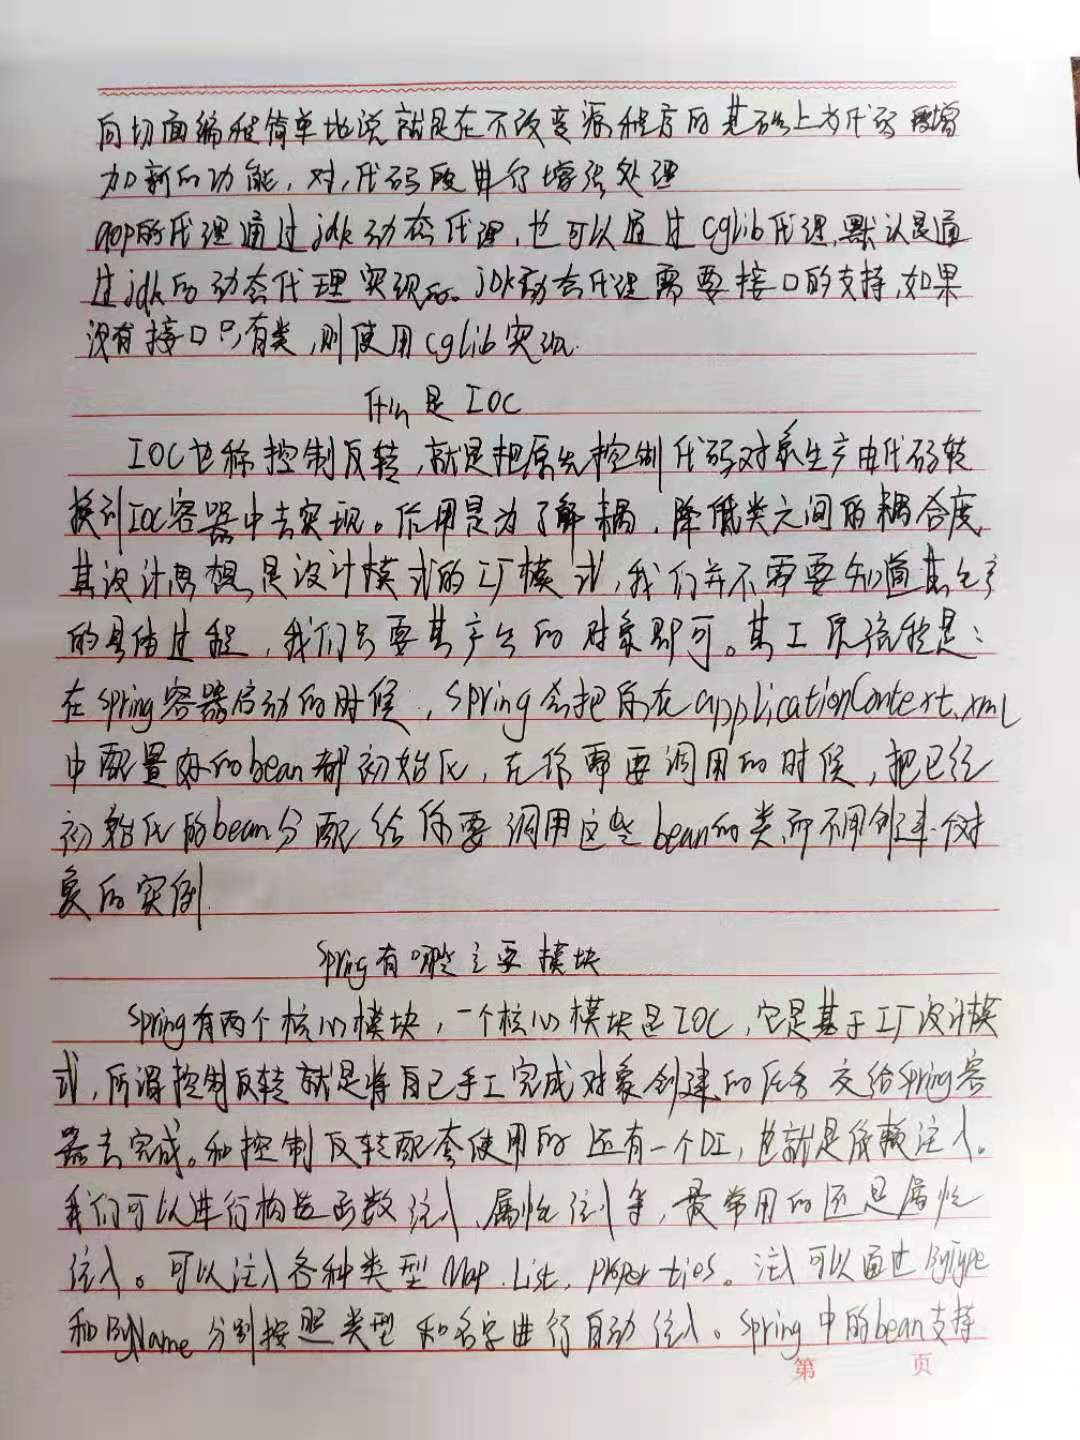 向切面编程简单地说就是在不改变源程序的基础上为代码增
加新的功能，对代码段进行增强处理
aop的代理通过jdk动态代理，也可以通过cglib代理，默认是通
过jdk的动态代理实现的。JDK动态代理需要接口的支持，如果
没有接口只有类，则使用cglib实现.
什么是IOC
IOC也称控制反转，就是把原先控制代码对象生产由代码转
换到IOC容器中去实现。作用是为了解耦，降低类之间的耦合度，
其设计思想是设计模式的工厂模式，我们并不需要知道其生产
的具体过程，我们只要其产生的对象即可。其工厂流程是：
在spring容器启动的时候，spring会把所在applicationContext.xml
中配置好的bean都初始化，在你需要调用的时候，把已经
初始化的bean分配给你要调用这些bean的类而不用创建个对
象的实例.
Spring有哪些主要模块
Spring有两个核心模块，一个核心模块是IOC，它是基于工厂设计模
式，所谓控制反转就是将自己手工完成对象创建的任务交给spring容
器去完成。和控制反转配套使用的还有一个DI，也就是依赖注入。
我们可以进行构造函数注入、属性注入等，最常用的还是属性
注入。可以注入各种类型Map.List.properties。注入可以通过ByType
和ByName分别按照类型和名字进行自动注入。Spring中的bean支持
第 页